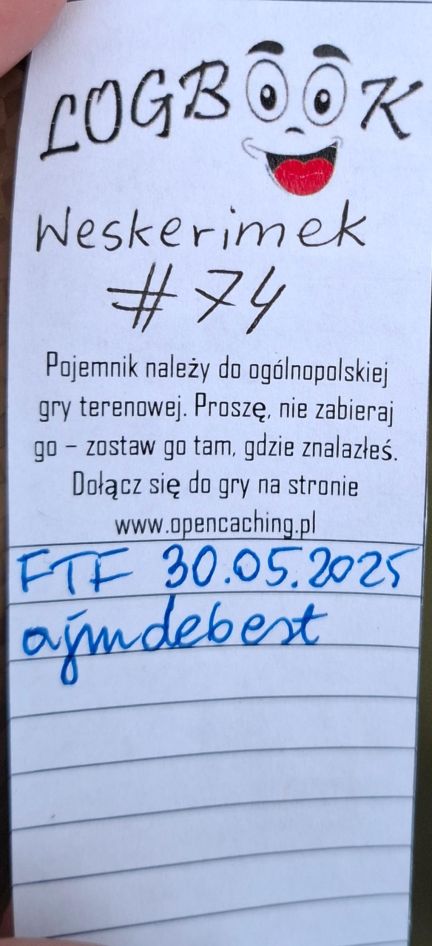 LOGBOOK
Weskerimek
#74
Pojemnik należy do ogólnopolskiej
gry terenowej. Proszę, nie zabieraj
go – zostaw go tam, gdzie znalazłeś.
Dołącz się do gry na stronie
www.opencaching.pl
FTF 30.05.2025
ajmdebest